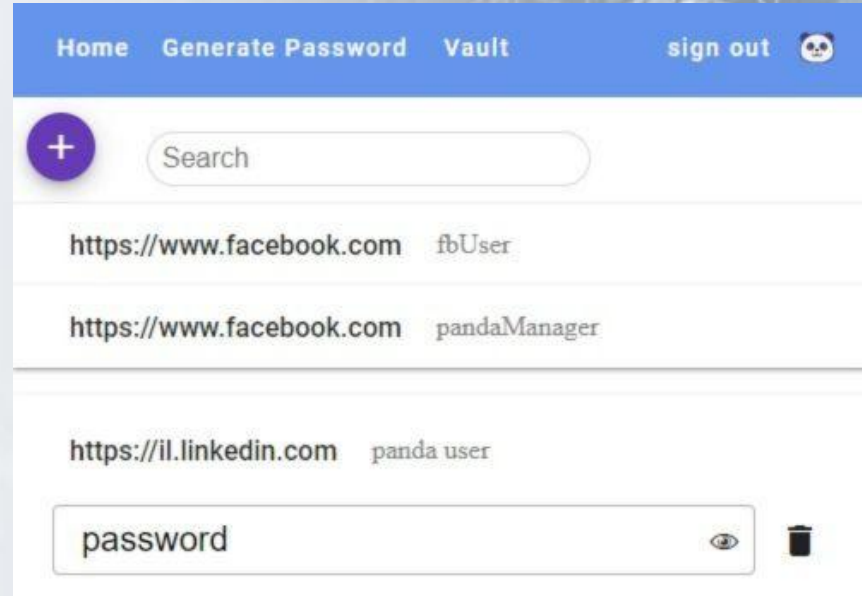 Home Generate Password Vault sign out
+
Search
https://www.facebook.com fbUser
https://www.facebook.com pandaManager
https://il.linkedin.com panda user
password